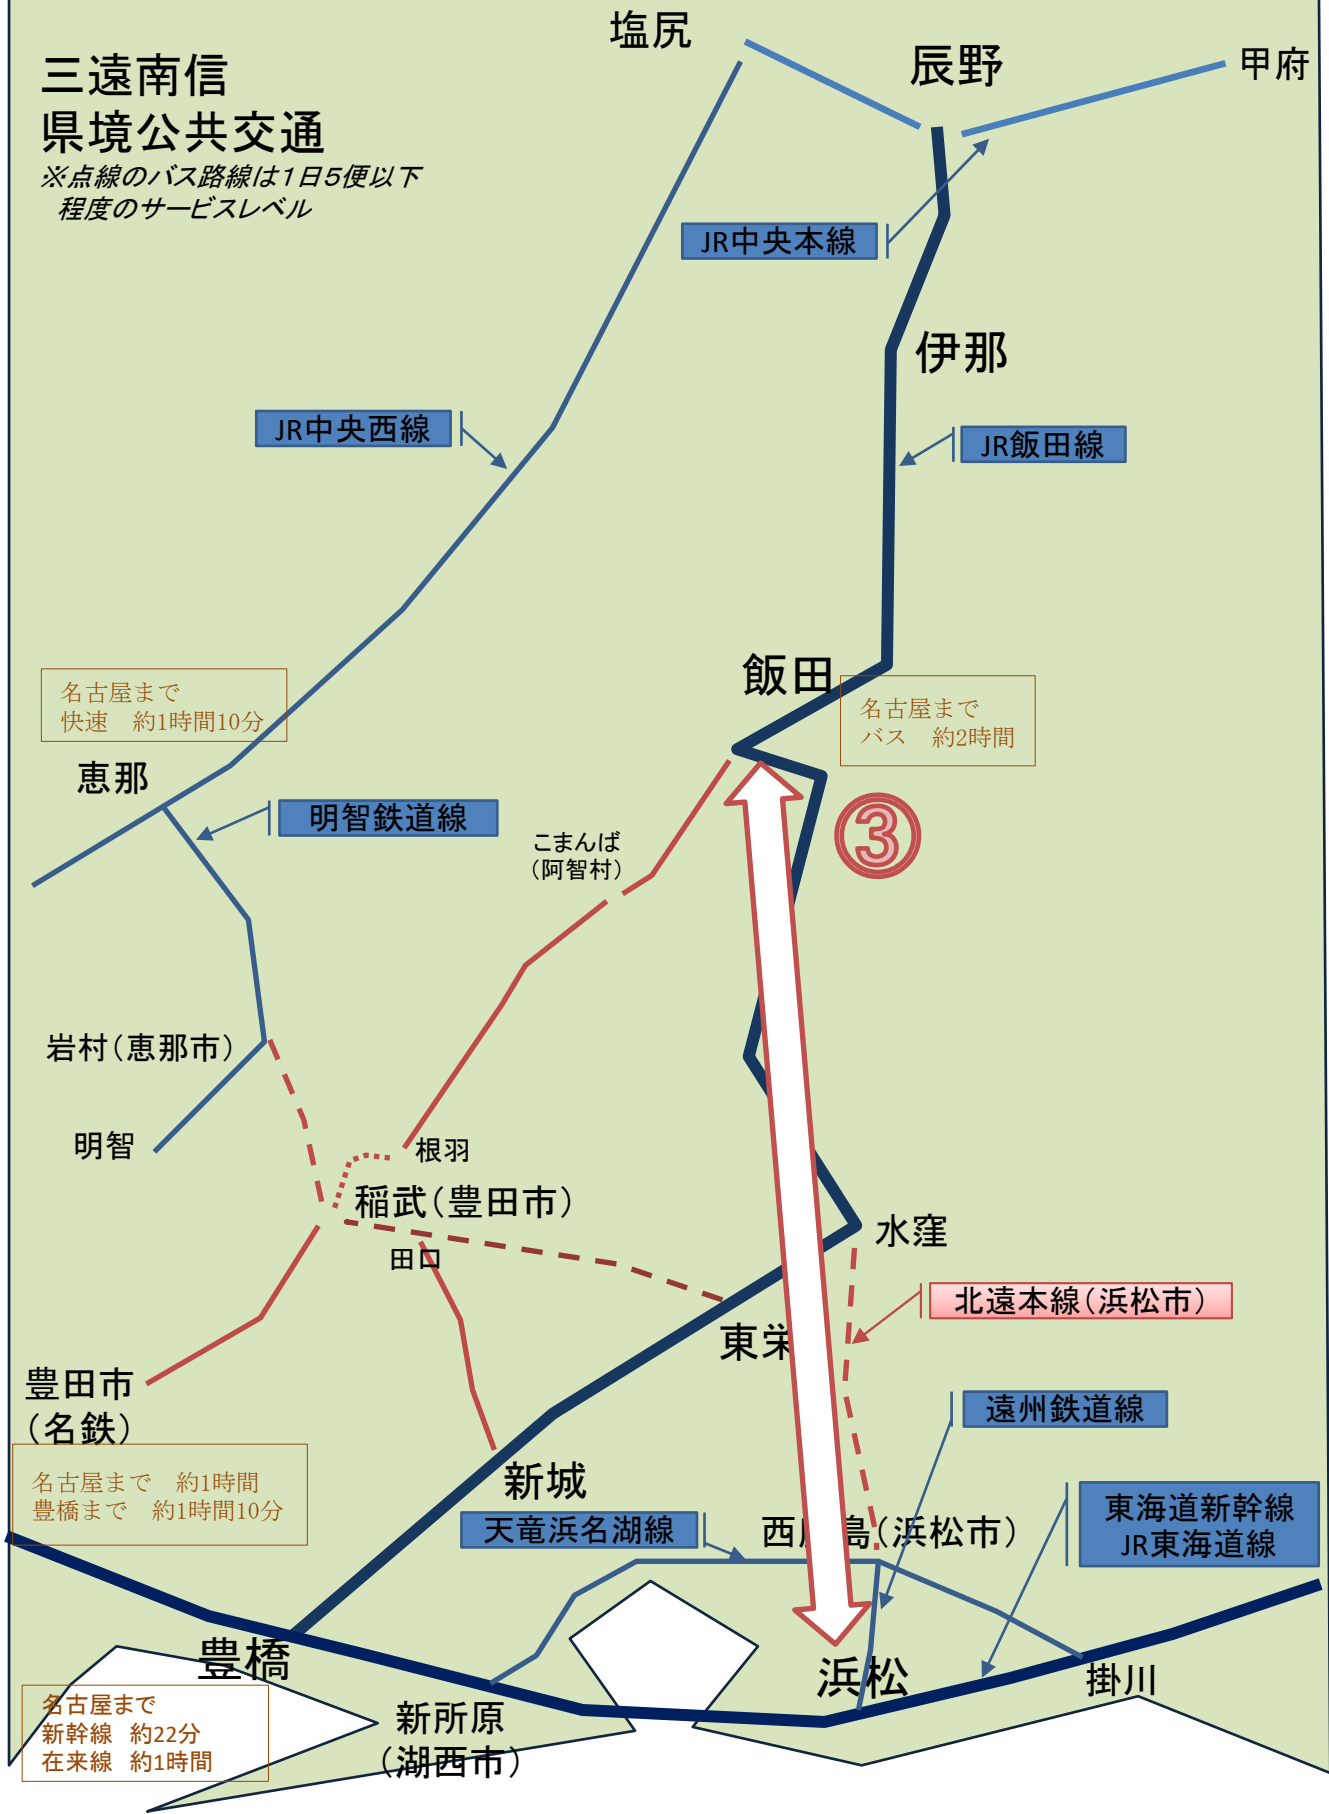 塩尻
辰野
甲府
三遠南信
県境公共交通
※点線のバス路線は1日5便以下
程度のサービスレベル
JR中央本線
伊那
JR中央西線
JR飯田線
飯田
名古屋まで
快速　約1時間10分
名古屋まで
バス　約2時間
恵那
明智鉄道線
③
こまんば
（阿智村）
岩村（恵那市）
明智
根羽
稲武（豊田市）
水窪
田口
北遠本線（浜松市）
東栄
豊田市
（名鉄）
遠州鉄道線
名古屋まで　約1時間
豊橋まで　約1時間10分
新城
天竜浜名湖線
西
島（浜松市）
東海道新幹線
JR東海道線
豊橋
浜松
掛川
名古屋まで
新幹線　約22分
在来線　約1時間
新所原
（湖西市）